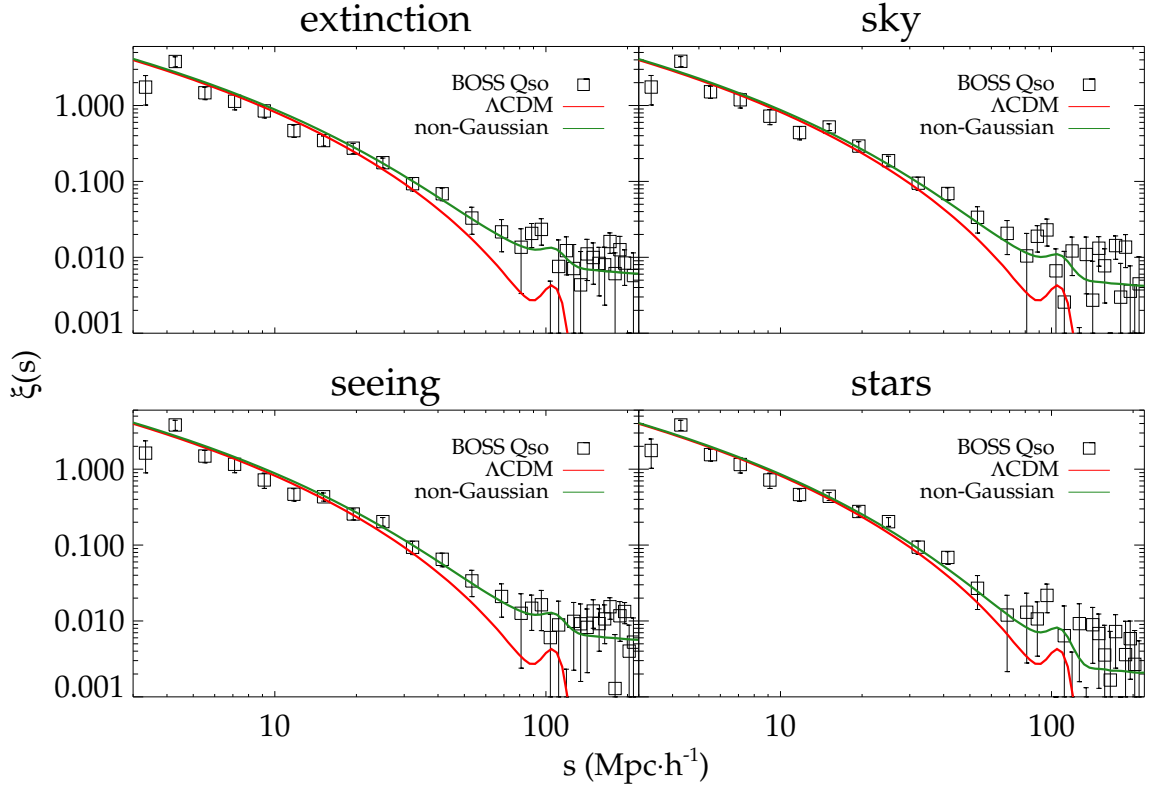 extinction
sky
BOSS Qso
ΛCDM
non-Gaussian
BOSS Qso
ΛCDM
non-Gaussian
1.000
0.100
0.010
0.001
ξ(s)
seeing
stars
BOSS Qso
ΛCDM
non-Gaussian
BOSS Qso
ΛCDM
non-Gaussian
1.000
0.100
0.010
0.001
10
100
10
100
s (Mpc·h⁻¹)